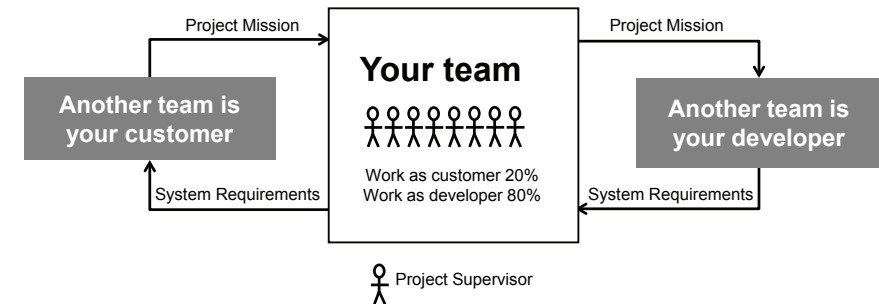 Project Mission
Project Mission
Your team
Another team is
your customer
Another team is
your developer
Work as customer 20%
Work as developer 80%
System Requirements
System Requirements
Project Supervisor